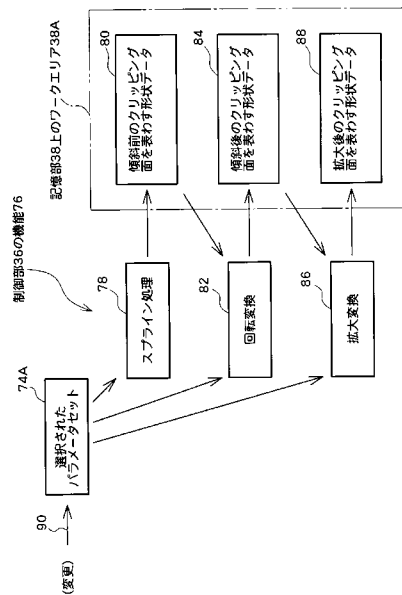 制御部36の機能76
記憶部38上のワークエリア38A
(変更)
90
74A
選択された
パラメータセット
78
スプライン処理
80
傾斜前のクリッピング
面を表わす形状データ
82
回転変換
84
傾斜後のクリッピング
面を表わす形状データ
86
拡大変換
88
拡大後のクリッピング
面を表わす形状データ